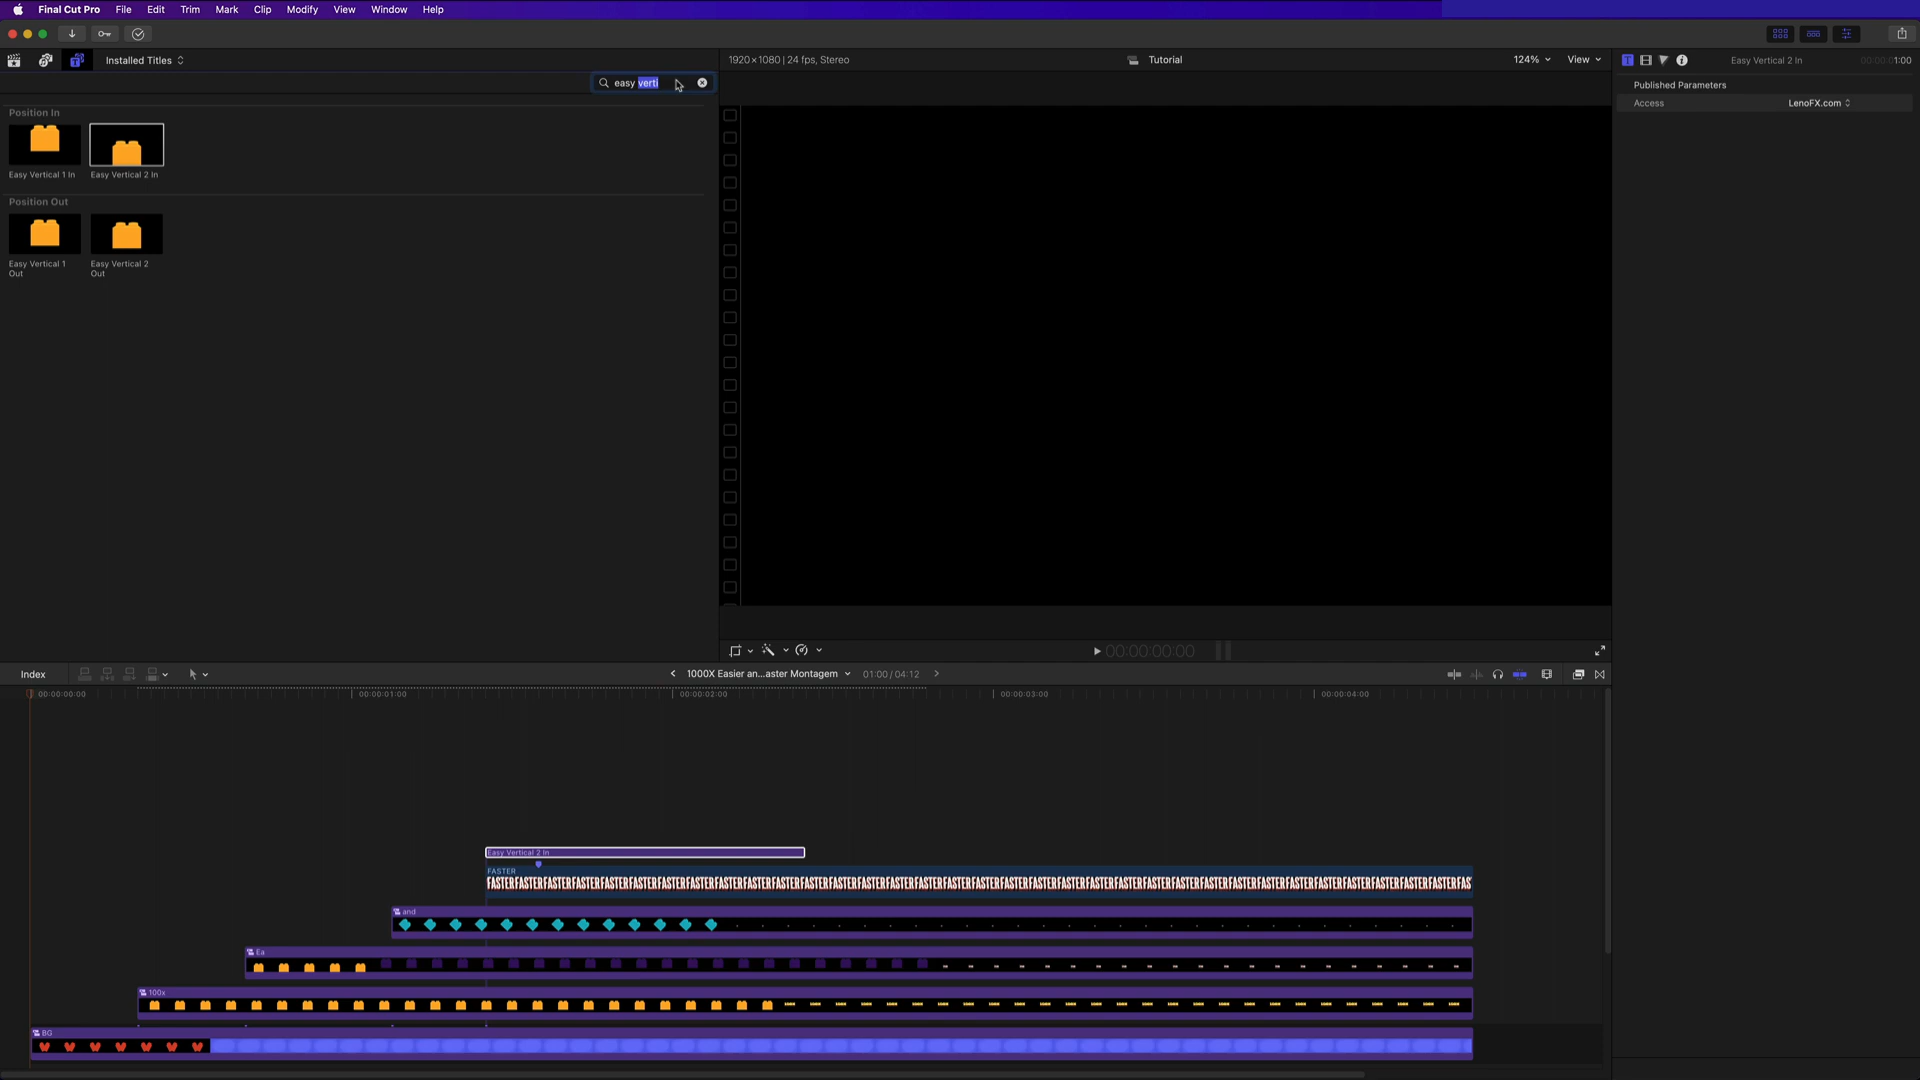 Final Cut Pro File Edit Trim Mark Clip Modify View Window Help
Installed Titles
1920×1080 | 24 fps, Stereo
Tutorial
124%
View
Easy Vertical 2 In
00:00:01:00
easy verti
Published Parameters
Access
LenoFX.com
Position In
Easy Vertical 1 In
Easy Vertical 2 In
Position Out
Easy Vertical 1
Out
Easy Vertical 2
Out
00:00:00:00
Index
1000X Easier an...aster Montagem
01:00 / 04:12
00:00:00:00
00:00:01:00
00:00:02:00
00:00:03:00
00:00:04:00
Easy Vertical 2 In
FASTER
FASTERFASTERFASTERFASTERFASTERFASTERFASTERFASTERFASTERFASTERFASTERFASTERFASTERFASTERFASTERFASTERFASTERFASTERFASTERFASTERFASTERFASTERFASTERFASTERFASTERFASTERFASTERFASTERFASTERFASTERFASTERFASTERFASTERFASTERFAS
and
Ea
100x
BG